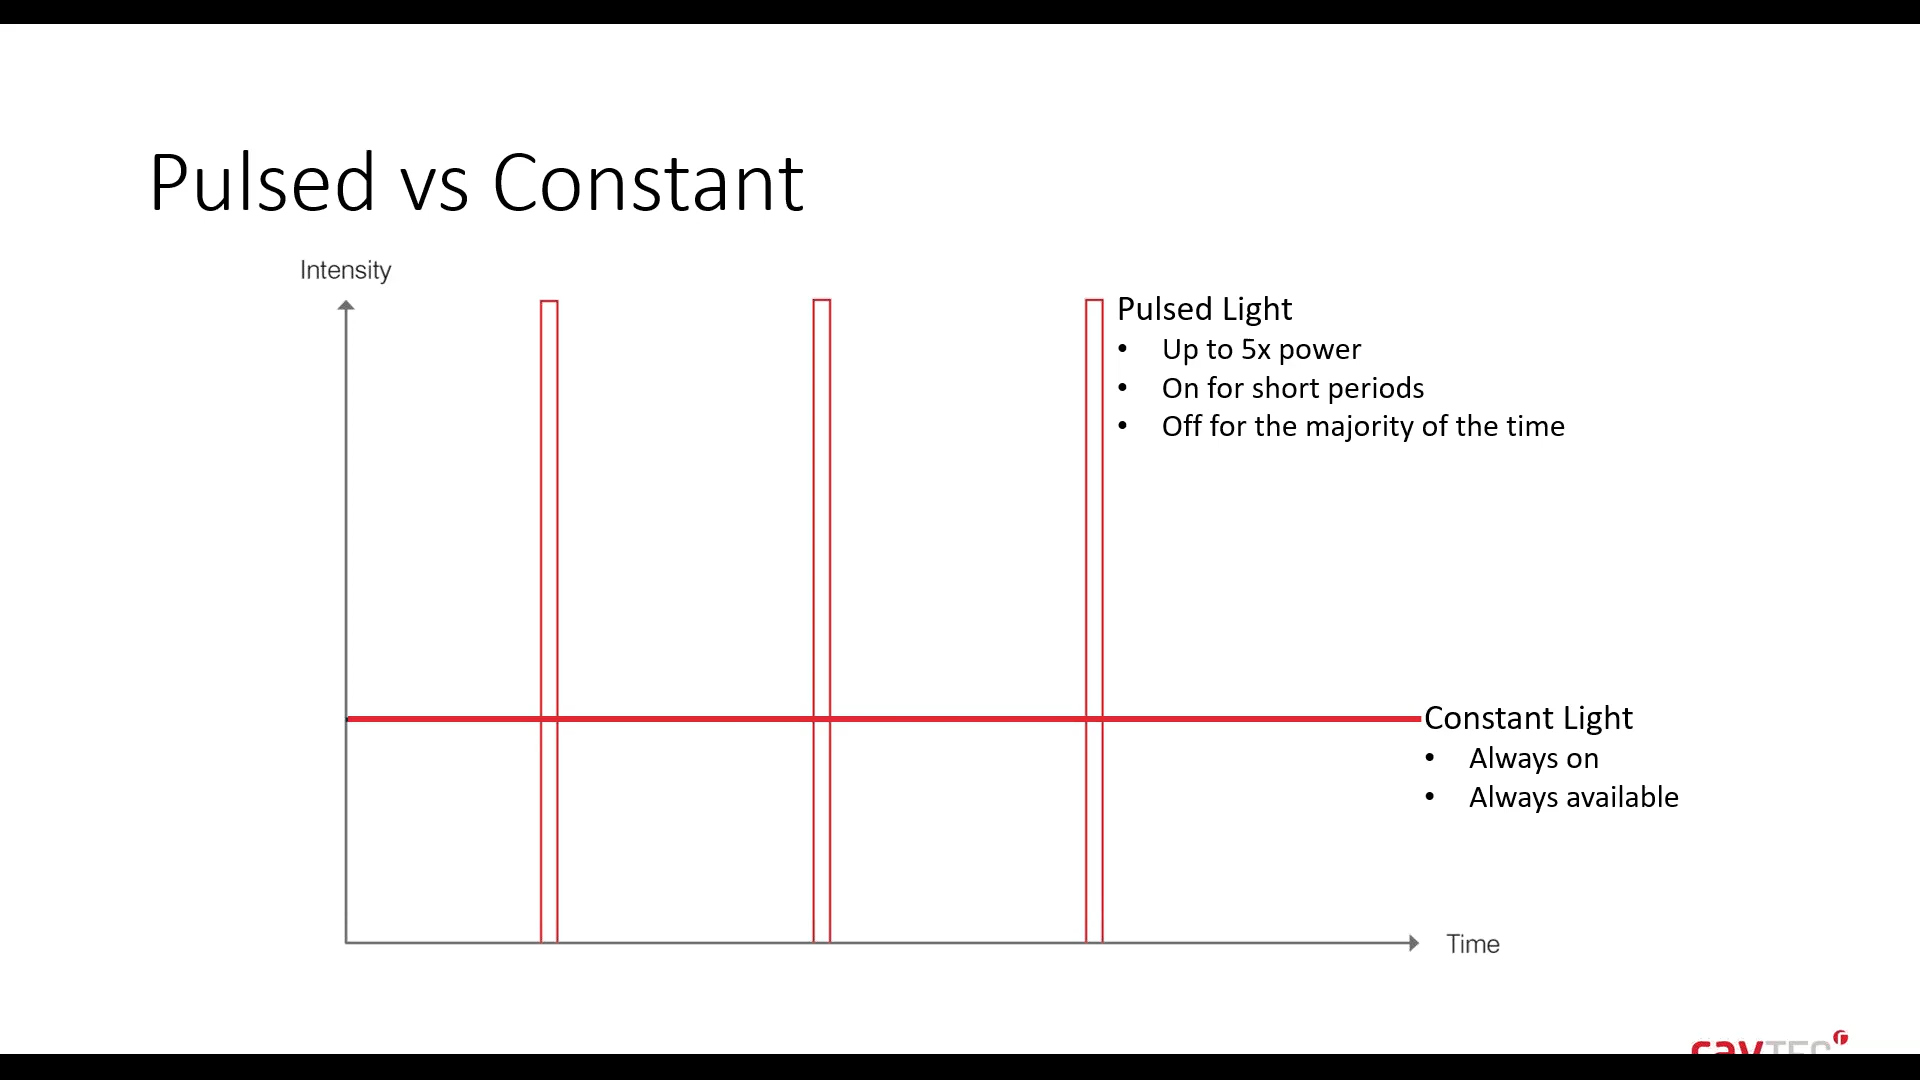 Pulsed vs Constant
Intensity
Pulsed Light
• Up to 5x power
• On for short periods
• Off for the majority of the time
Constant Light
• Always on
• Always available
Time